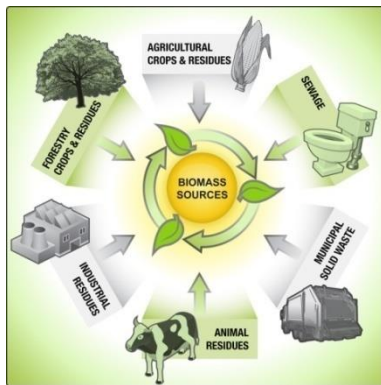 AGRICULTURAL
CROPS & RESIDUES
SEWAGE
MUNICIPAL
SOLID WASTE
ANIMAL
RESIDUES
INDUSTRIAL
RESIDUES
FORESTRY
CROPS & RESIDUES
BIOMASS
SOURCES